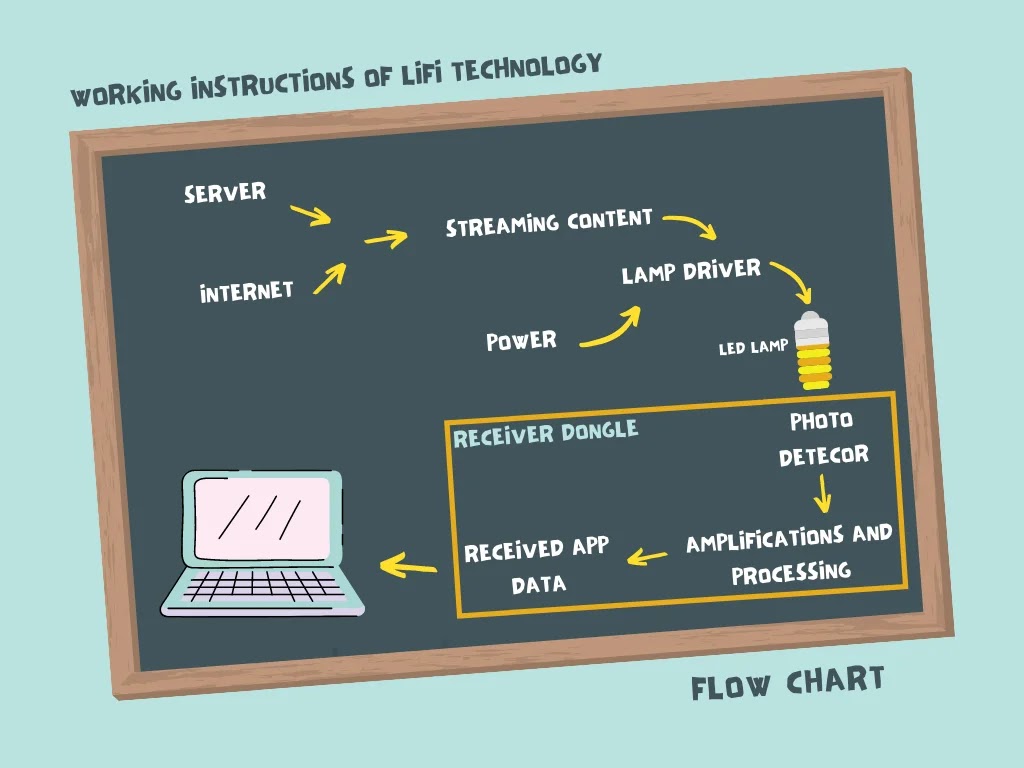 WORKING INSTRUCTIONS OF LIFI TECHNOLOGY
SERVER
STREAMING CONTENT
INTERNET
LAMP DRIVER
POWER
LED LAMP
RECEIVER DONGLE
PHOTO
DETECOR
AMPLIFICATIONS AND
PROCESSING
RECEIVED APP
DATA
FLOW CHART